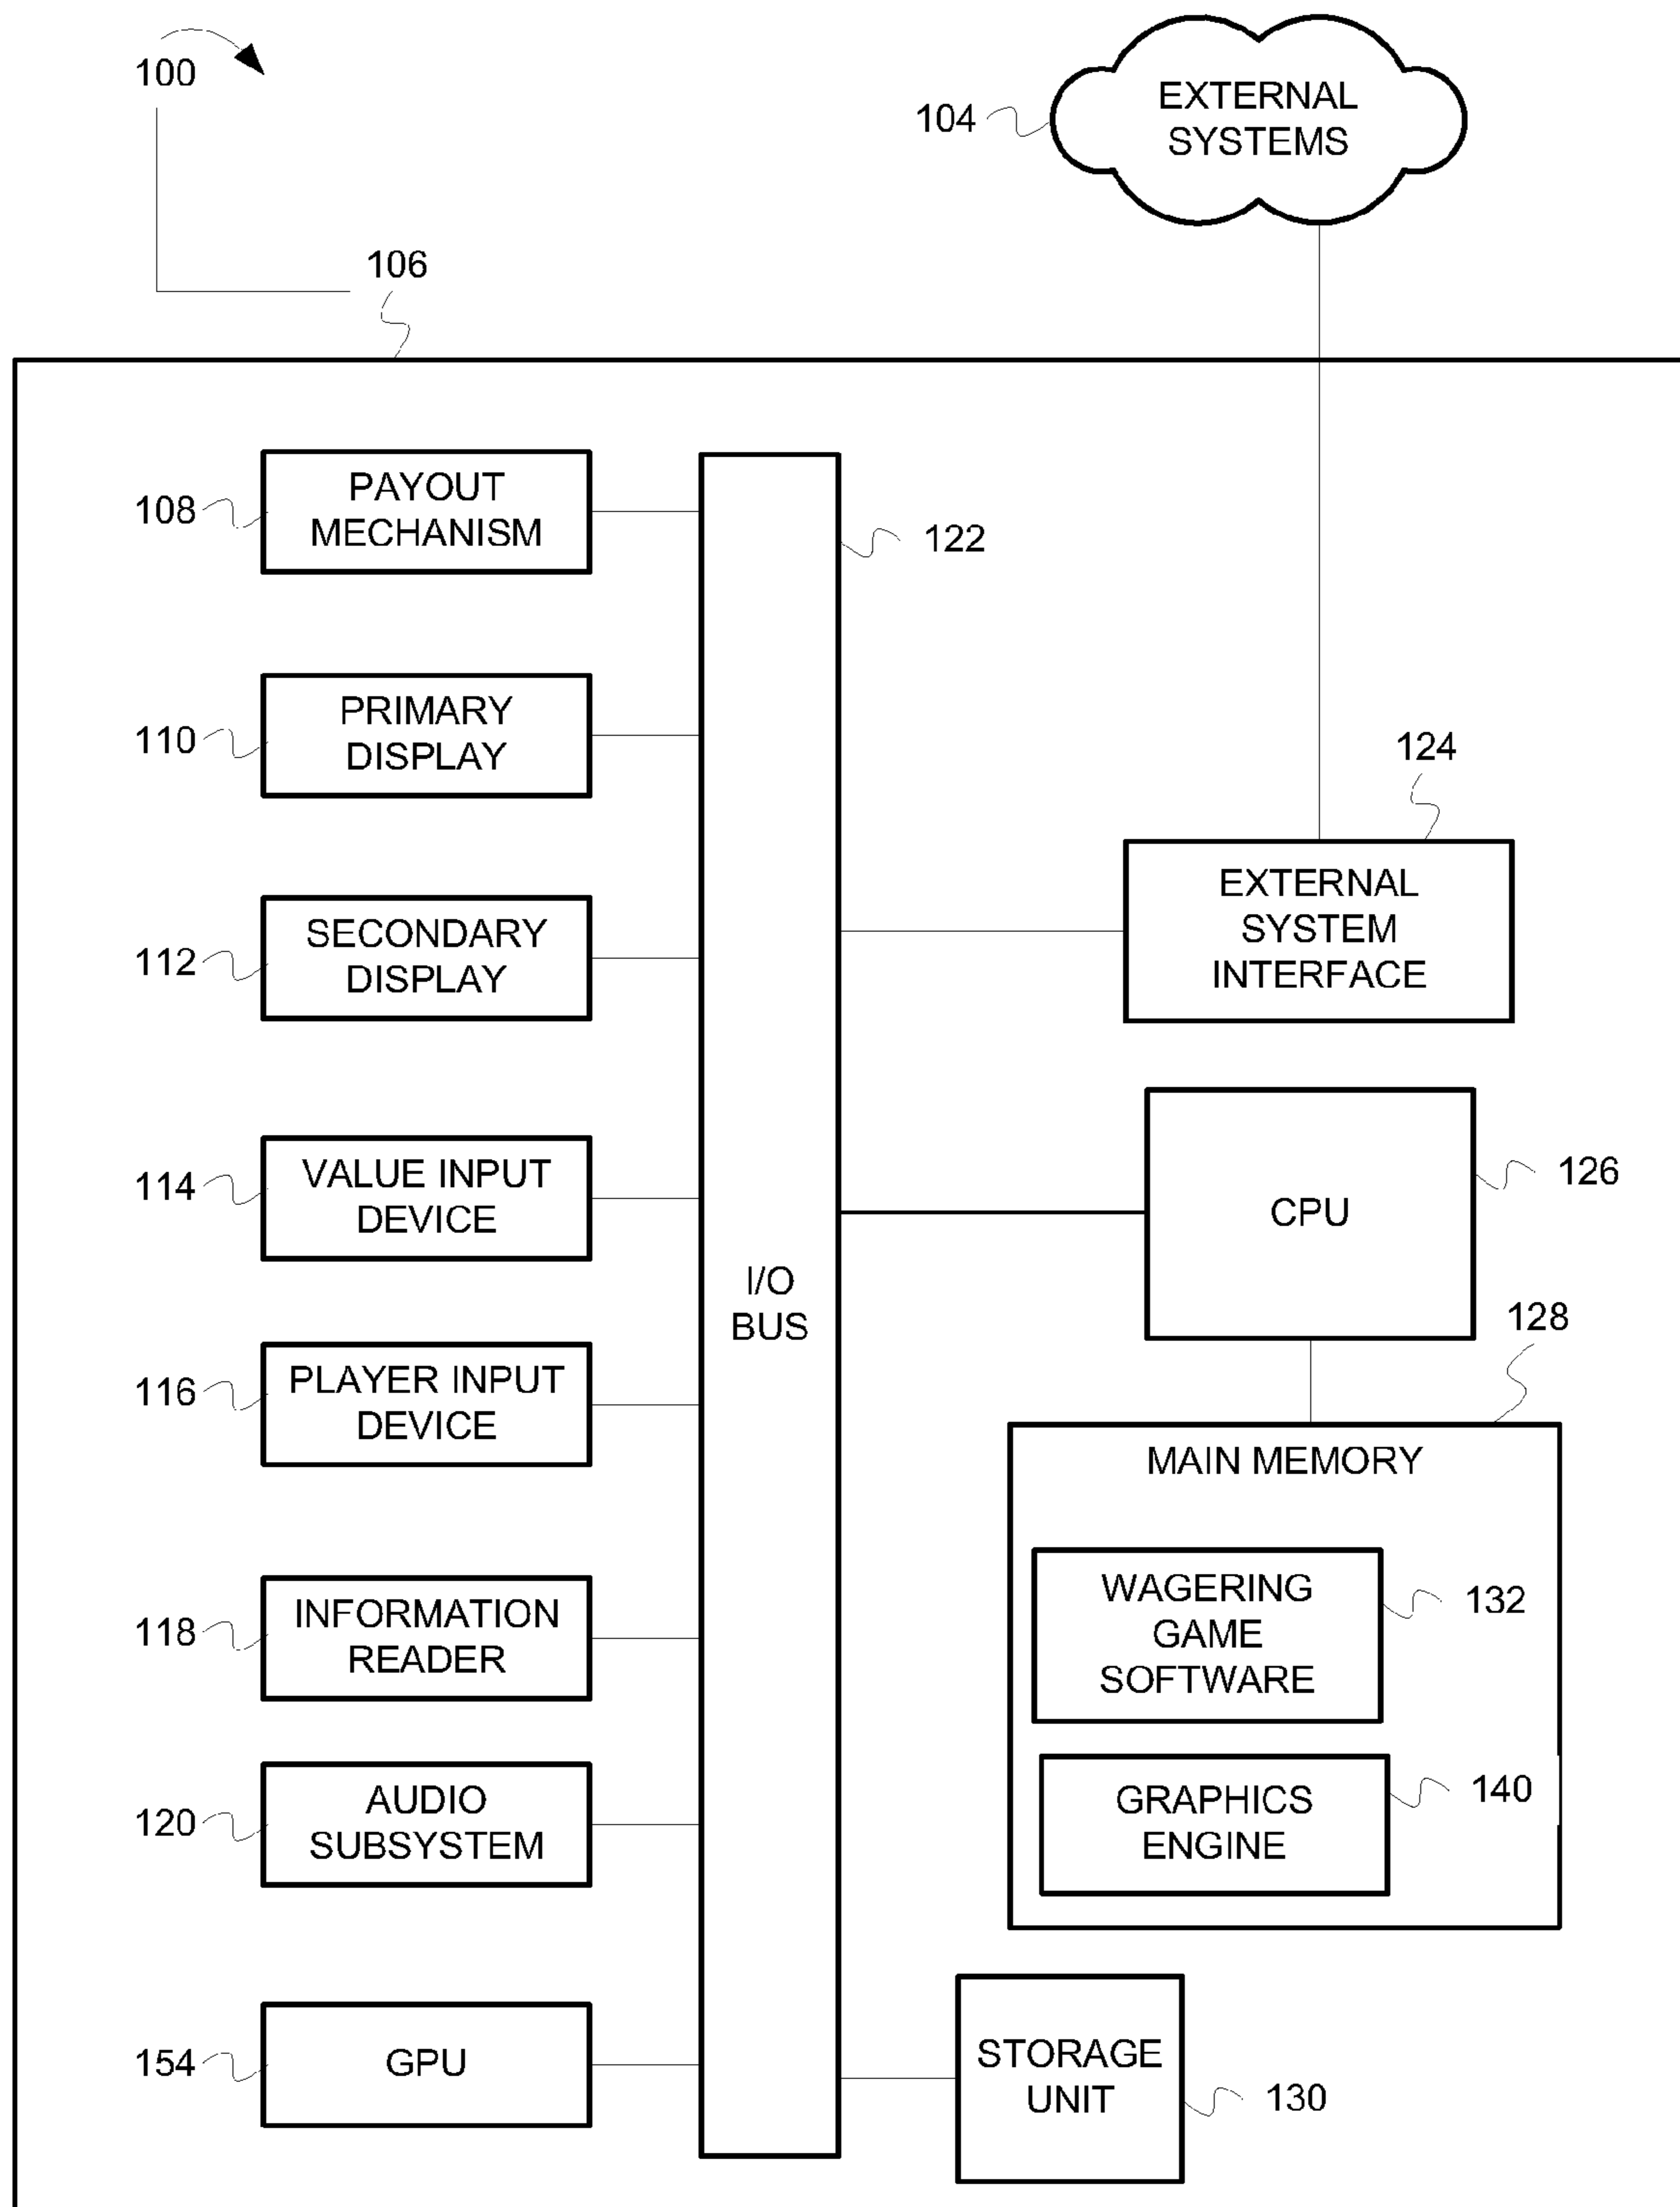 100
104
EXTERNAL
SYSTEMS
106
108
PAYOUT
MECHANISM
122
110
PRIMARY
DISPLAY
124
112
SECONDARY
DISPLAY
EXTERNAL
SYSTEM
INTERFACE
114
VALUE INPUT
DEVICE
126
CPU
I/O
BUS
128
116
PLAYER INPUT
DEVICE
MAIN MEMORY
118
INFORMATION
READER
WAGERING
GAME
SOFTWARE
132
120
AUDIO
SUBSYSTEM
GRAPHICS
ENGINE
140
154
GPU
STORAGE
UNIT
130